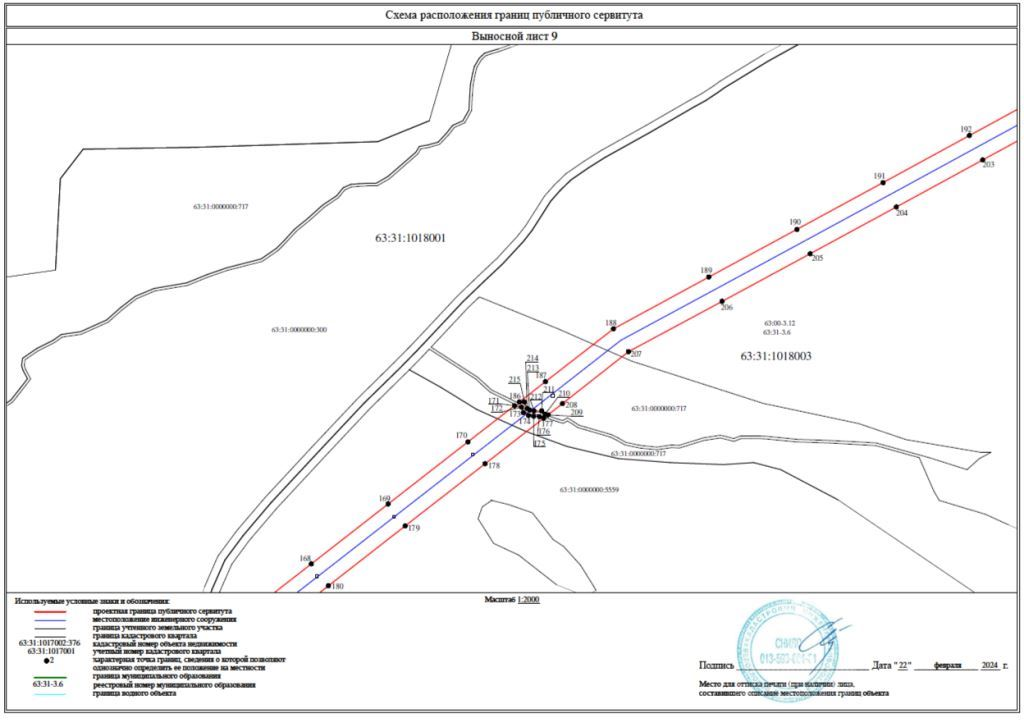 Схема расположения границ публичного сервитута
Выносной лист 9
192
203
191
204
63:31:0000000:717
190
63:31:1018001
205
189
206
63:00-3.12
188
63:31:0000000:300
63:31-3.6
207
63:31:1018003
214
213
215
187
211
210
186
212
171
208
63:31:0000000:717
172
173
209
174
177
176
175
170
63:31:0000000:717
178
63:31:0000000:5559
169
179
168
180
Используемые условные знаки и обозначения:
проектная граница публичного сервитута
местоположение инженерного сооружения
граница учтенного земельного участка
граница кадастрового квартала
63:31:1017002:376 кадастровый номер объекта недвижимости
63:31:1017001 учетный номер кадастрового квартала
2 характерная точка границ, сведения о которой позволяют
однозначно определить ее положение на местности
граница муниципального образования
63:31-3.6 реестровый номер муниципального образования
граница водного объекта
Масштаб 1:2000
СНИЛС
Подпись Дата "22" февраля 2024 г.
Место для оттиска печати (при наличии) лица,
составившего описание местоположения границ объекта